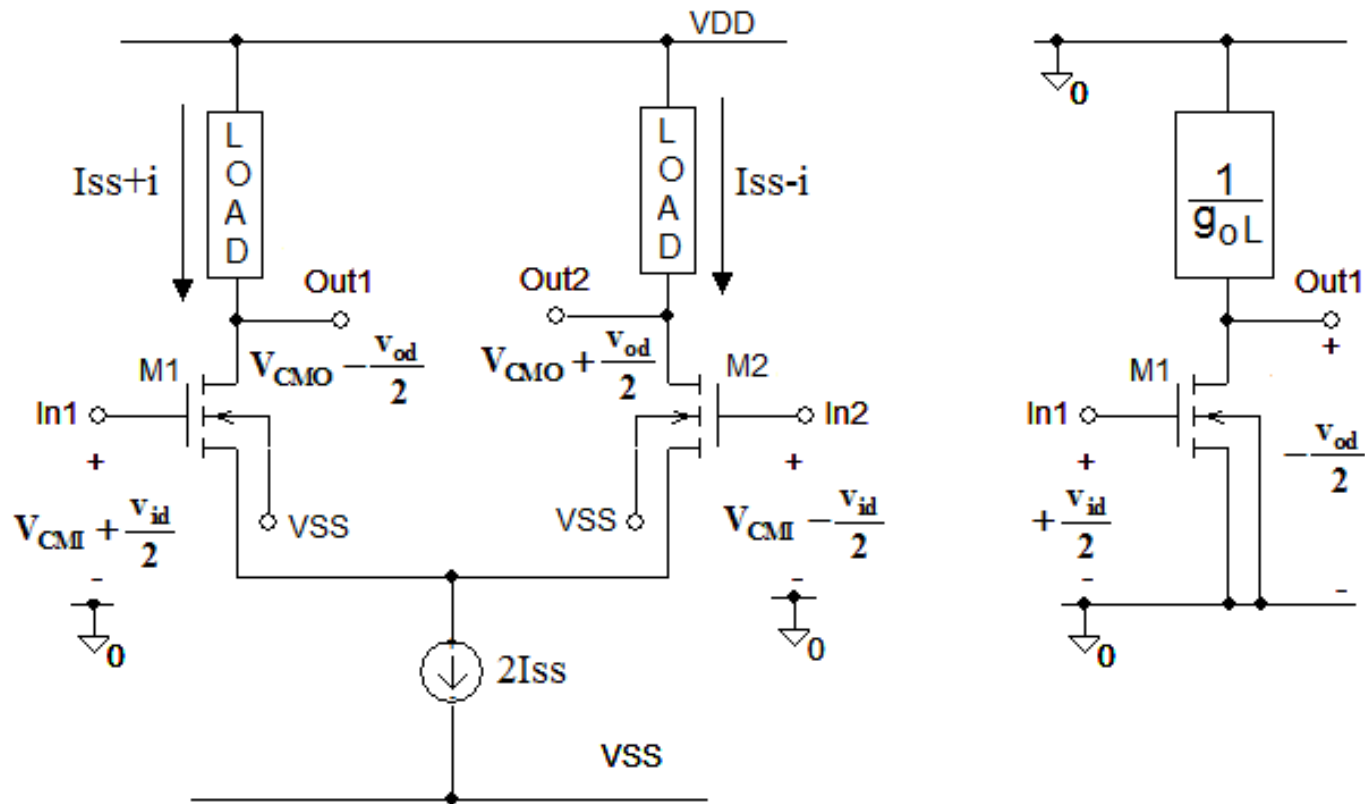 VDD
LOAD
LOAD
Iss+i
Iss-i
Out1
Out2
V_CMO − v_od/2
V_CMO + v_od/2
M1
M2
In1
In2
+
+
V_CMI + v_id/2
VSS
VSS
V_CMI − v_id/2
-
-
0
0
2Iss
VSS
0
1/g_oL
Out1
+
M1
In1
+
+ v_id/2
− v_od/2
-
-
0